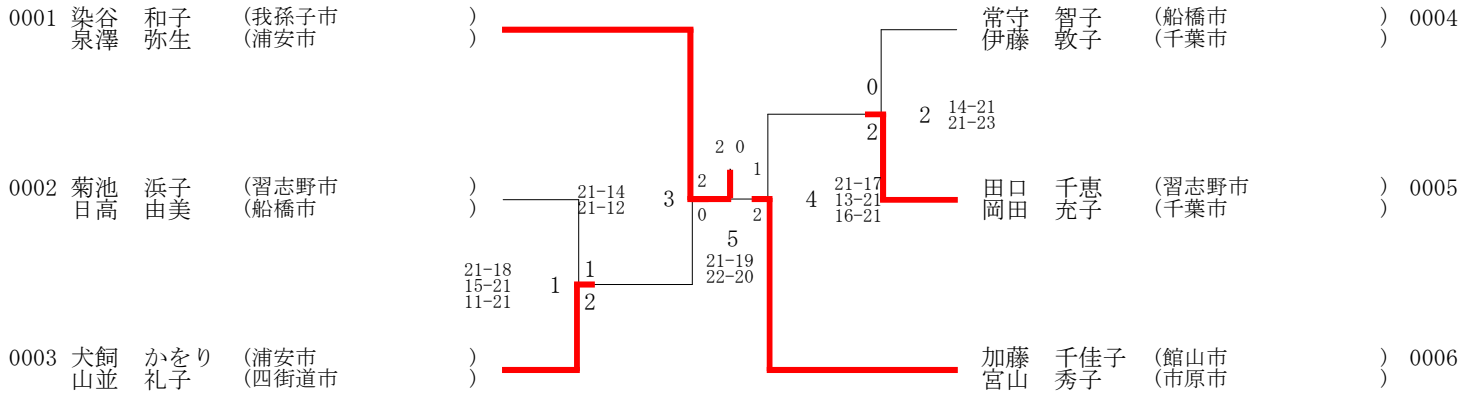 0001 染谷 和子 (我孫子市 )
泉澤 弥生 (浦安市 )
0002 菊池 浜子 (習志野市 )
日高 由美 (船橋市 )
0003 犬飼 かをり (浦安市 )
山並 礼子 (四街道市 )
21-18
15-21
11-21
1
1
2
21-14
21-12
3
2
0
2 0
5
21-19
22-20
1
2
4
21-17
13-21
16-21
0
2
2
14-21
21-23
常守 智子 (船橋市 ) 0004
伊藤 敦子 (千葉市 )
田口 千恵 (習志野市 ) 0005
岡田 充子 (千葉市 )
加藤 千佳子 (館山市 ) 0006
宮山 秀子 (市原市 )